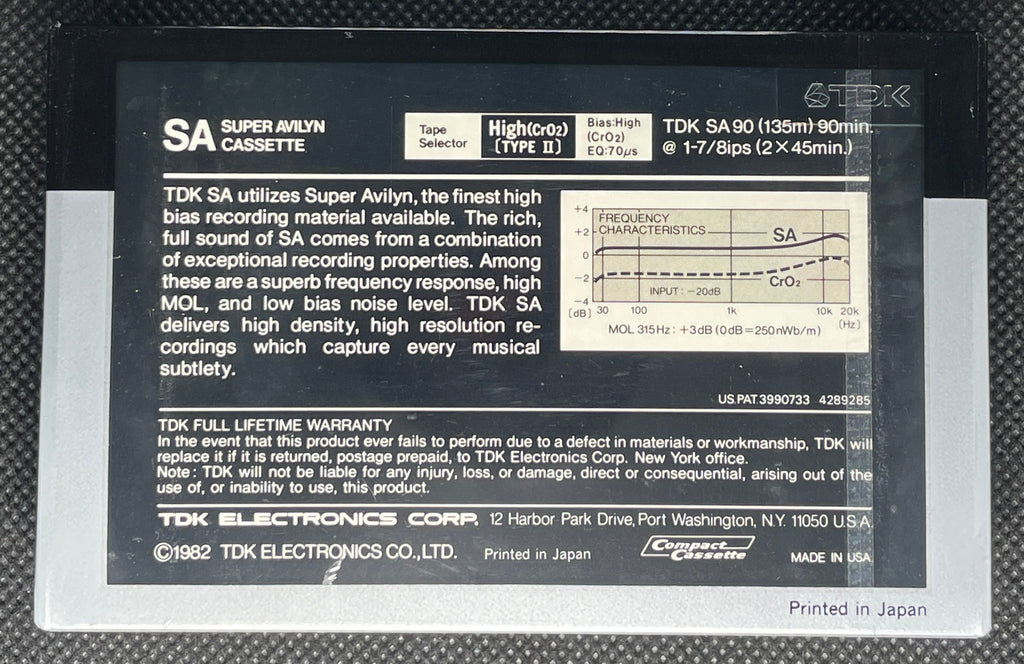 TDK
SA SUPER AVILYN
CASSETTE
Tape
Selector
High(CrO2)
(TYPE II)
Bias:High
(CrO2)
EQ:70µs
TDK SA90 (135m) 90min.
@ 1-7/8ips (2×45min.)
TDK SA utilizes Super Avilyn, the finest high
bias recording material available. The rich,
full sound of SA comes from a combination
of exceptional recording properties. Among
these are a superb frequency response, high
MOL, and low bias noise level. TDK SA
delivers high density, high resolution re-
cordings which capture every musical
subtlety.
FREQUENCY
CHARACTERISTICS
SA
CrO2
INPUT: −20dB
+4
+2
0
−2
−4
(dB) 30 100 1k 10k 20k
(Hz)
MOL 315Hz: +3dB (0dB=250nWb/m)
US.PAT.3990733 4289285
TDK FULL LIFETIME WARRANTY
In the event that this product ever fails to perform due to a defect in materials or workmanship, TDK will
replace it if it is returned, postage prepaid, to TDK Electronics Corp. New York office.
Note: TDK will not be liable for any injury, loss, or damage, direct or consequential, arising out of the
use of, or inability to use, this product.
TDK ELECTRONICS CORP. 12 Harbor Park Drive, Port Washington, N.Y. 11050 U.S.A.
©1982 TDK ELECTRONICS CO., LTD. Printed in Japan Compact Cassette MADE IN USA
Printed in Japan